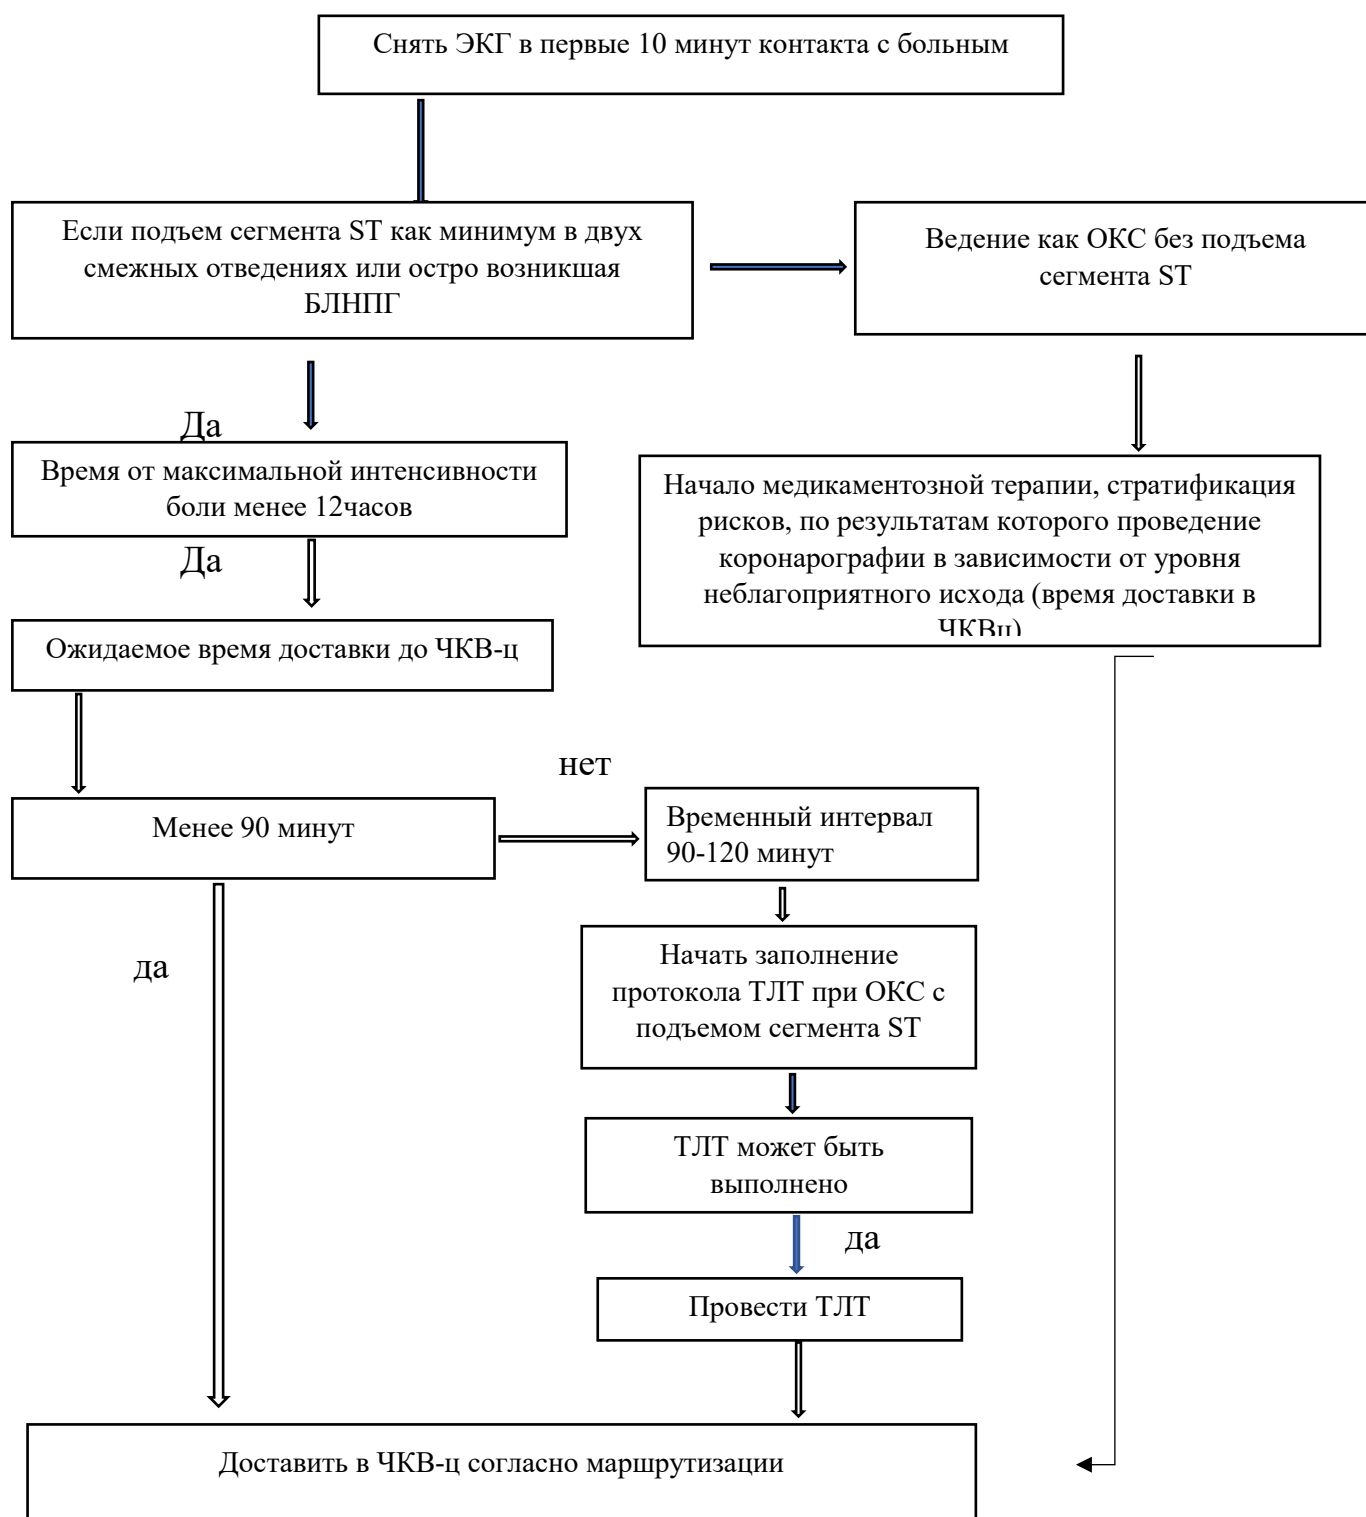 Снять ЭКГ в первые 10 минут контакта с больным
Если подъем сегмента ST как минимум в двух
смежных отведениях или остро возникшая
БЛНПГ
Ведение как ОКС без подъема
сегмента ST
Да
Время от максимальной интенсивности
боли менее 12часов
Начало медикаментозной терапии, стратификация
рисков, по результатам которого проведение
коронарографии в зависимости от уровня
неблагоприятного исхода (время доставки в
ЧКВц)
Да
Ожидаемое время доставки до ЧКВ-ц
нет
Менее 90 минут
Временный интервал
90-120 минут
да
Начать заполнение
протокола ТЛТ при ОКС с
подъемом сегмента ST
ТЛТ может быть
выполнено
да
Провести ТЛТ
Доставить в ЧКВ-ц согласно маршрутизации